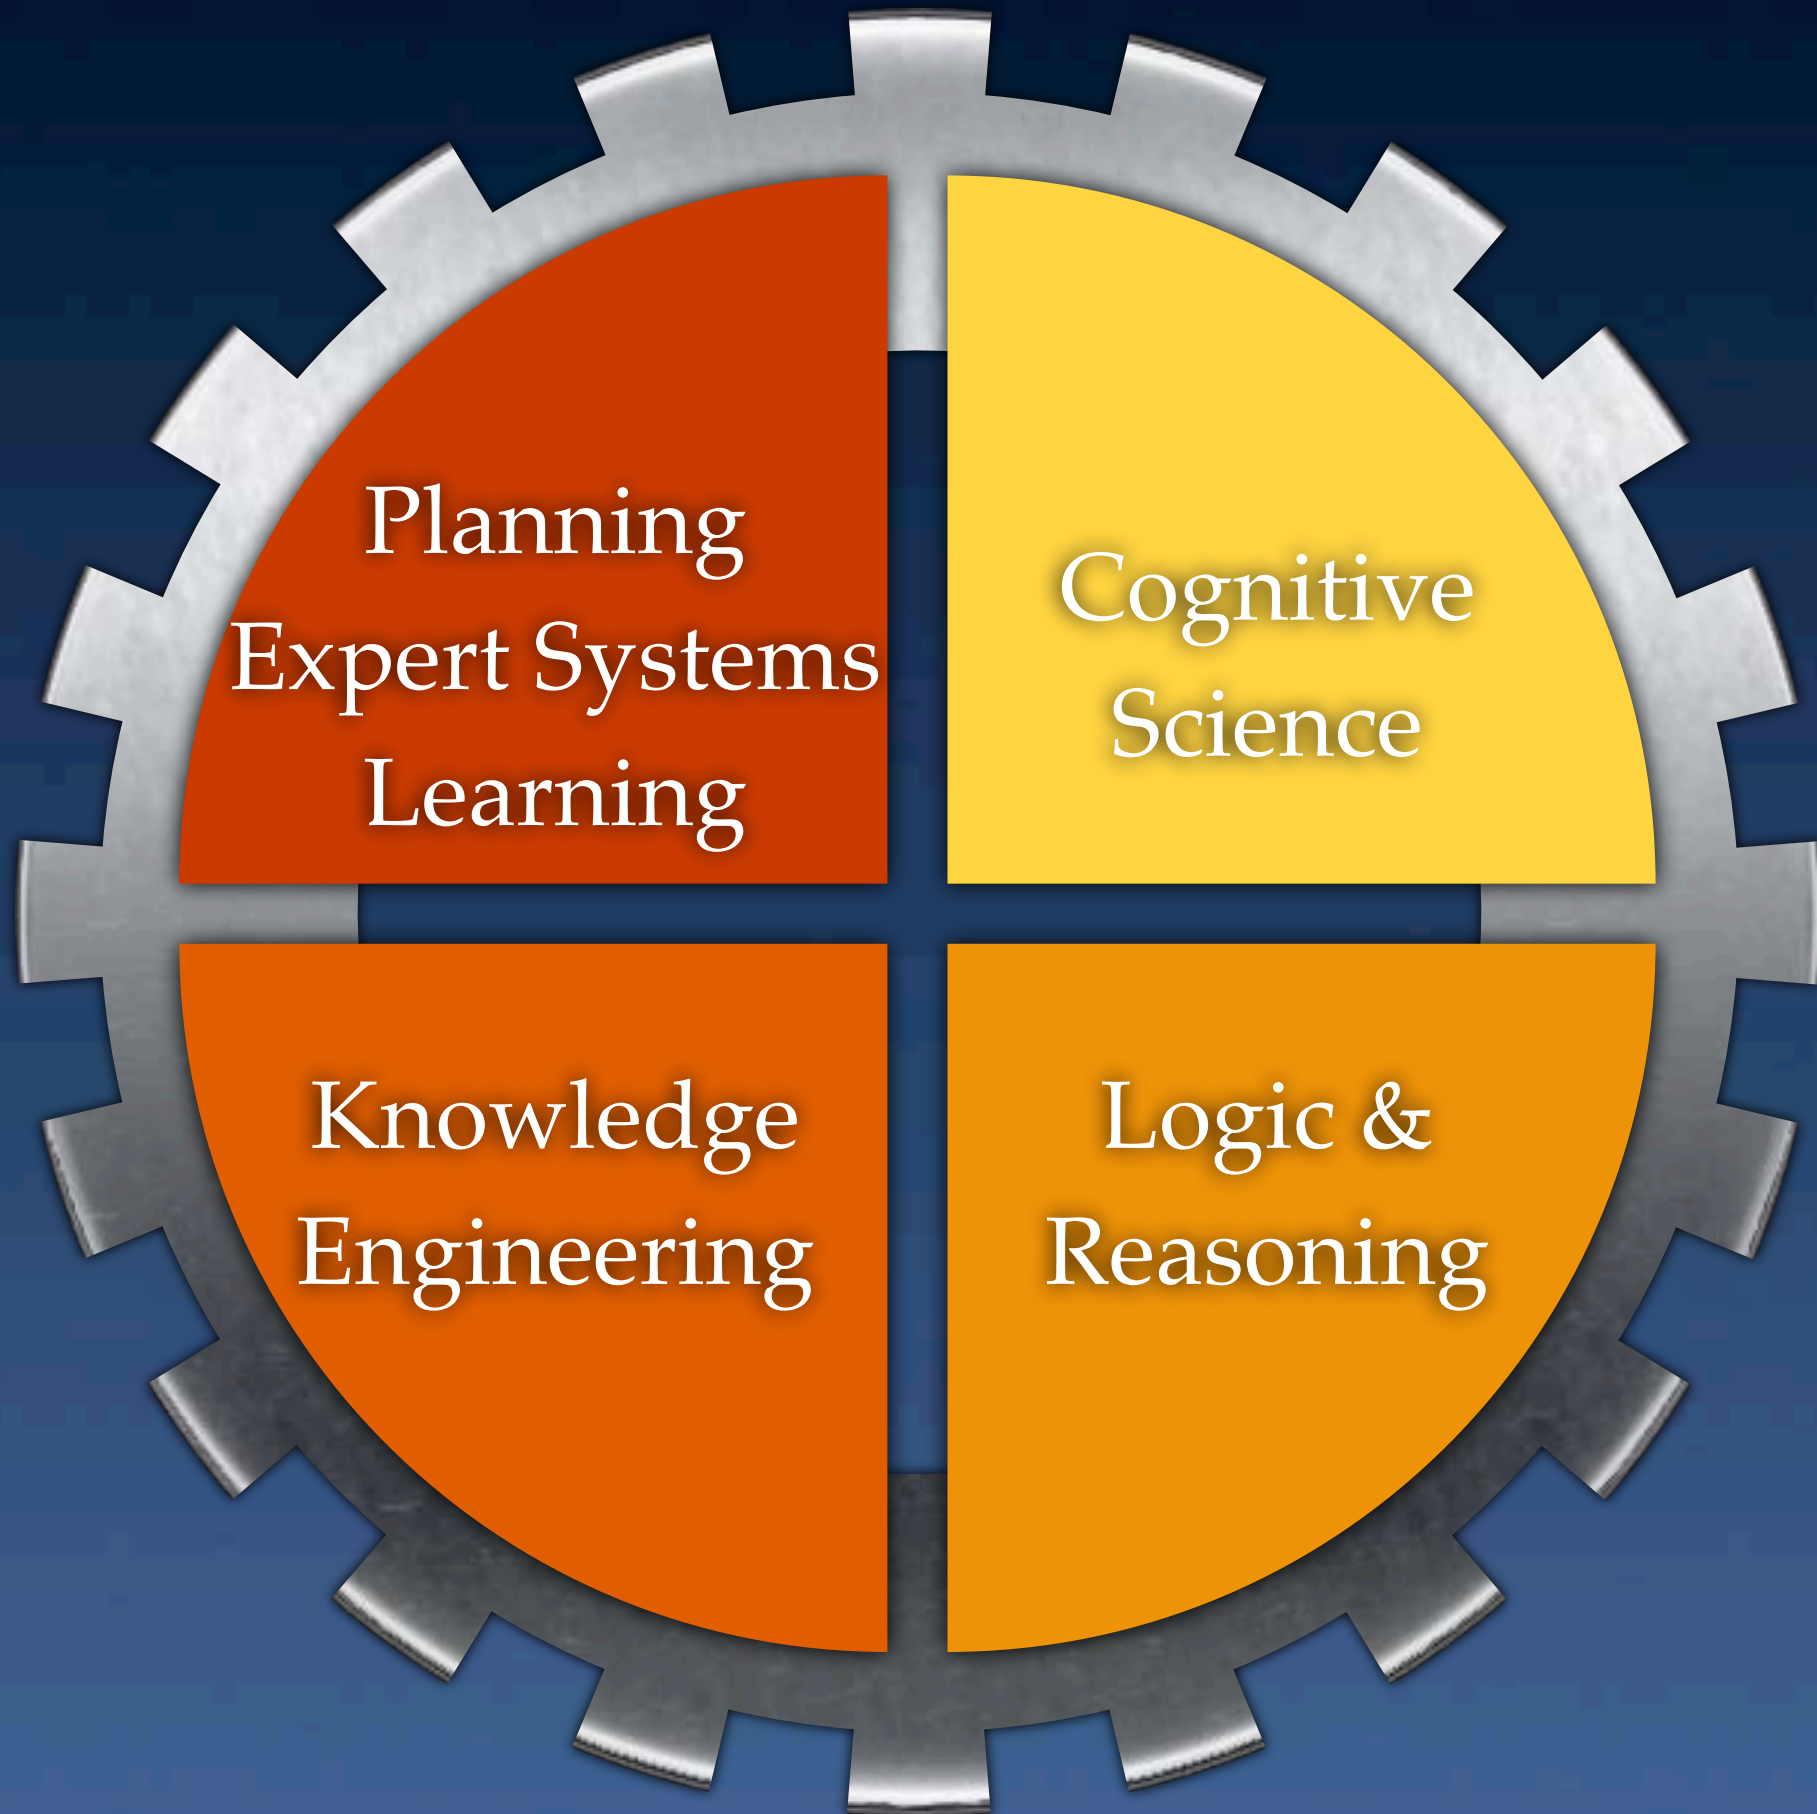 Planning
Expert Systems
Learning
Cognitive
Science
Knowledge
Engineering
Logic &
Reasoning